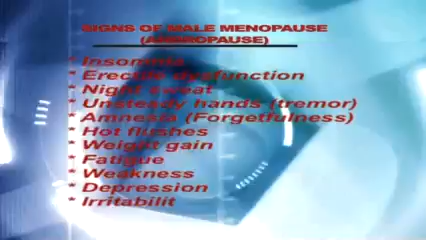 SIGNS OF MALE MENOPAUSE
(ANDROPAUSE)
* Insomnia
* Erectile dysfunction
* Night sweat
* Unsteady hands (tremor)
* Amnesia (Forgetfulness)
* Hot flushes
* Weight gain
* Fatigue
* Weakness
* Depression
* Irritabilit